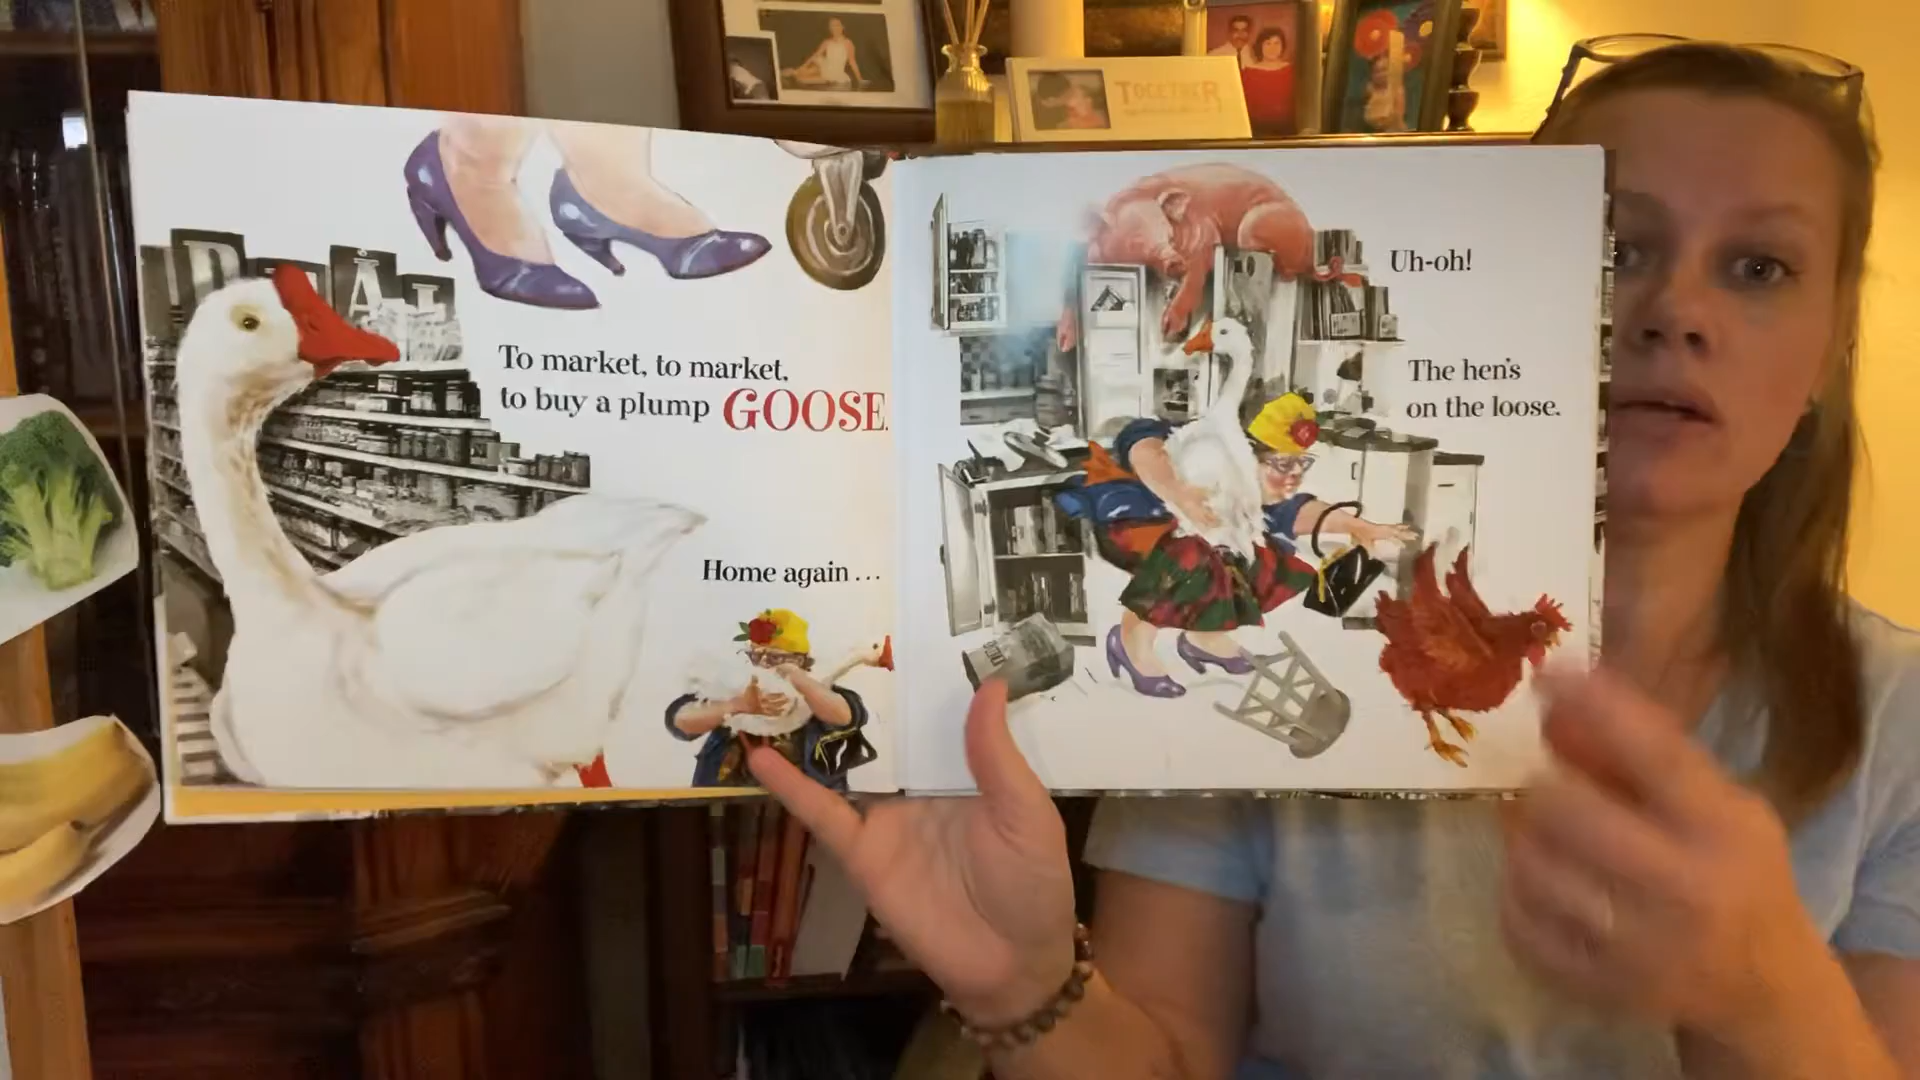 TOGETHER
To market, to market,
to buy a plump GOOSE.
Home again . . .
Uh-oh!
The hen's
on the loose.